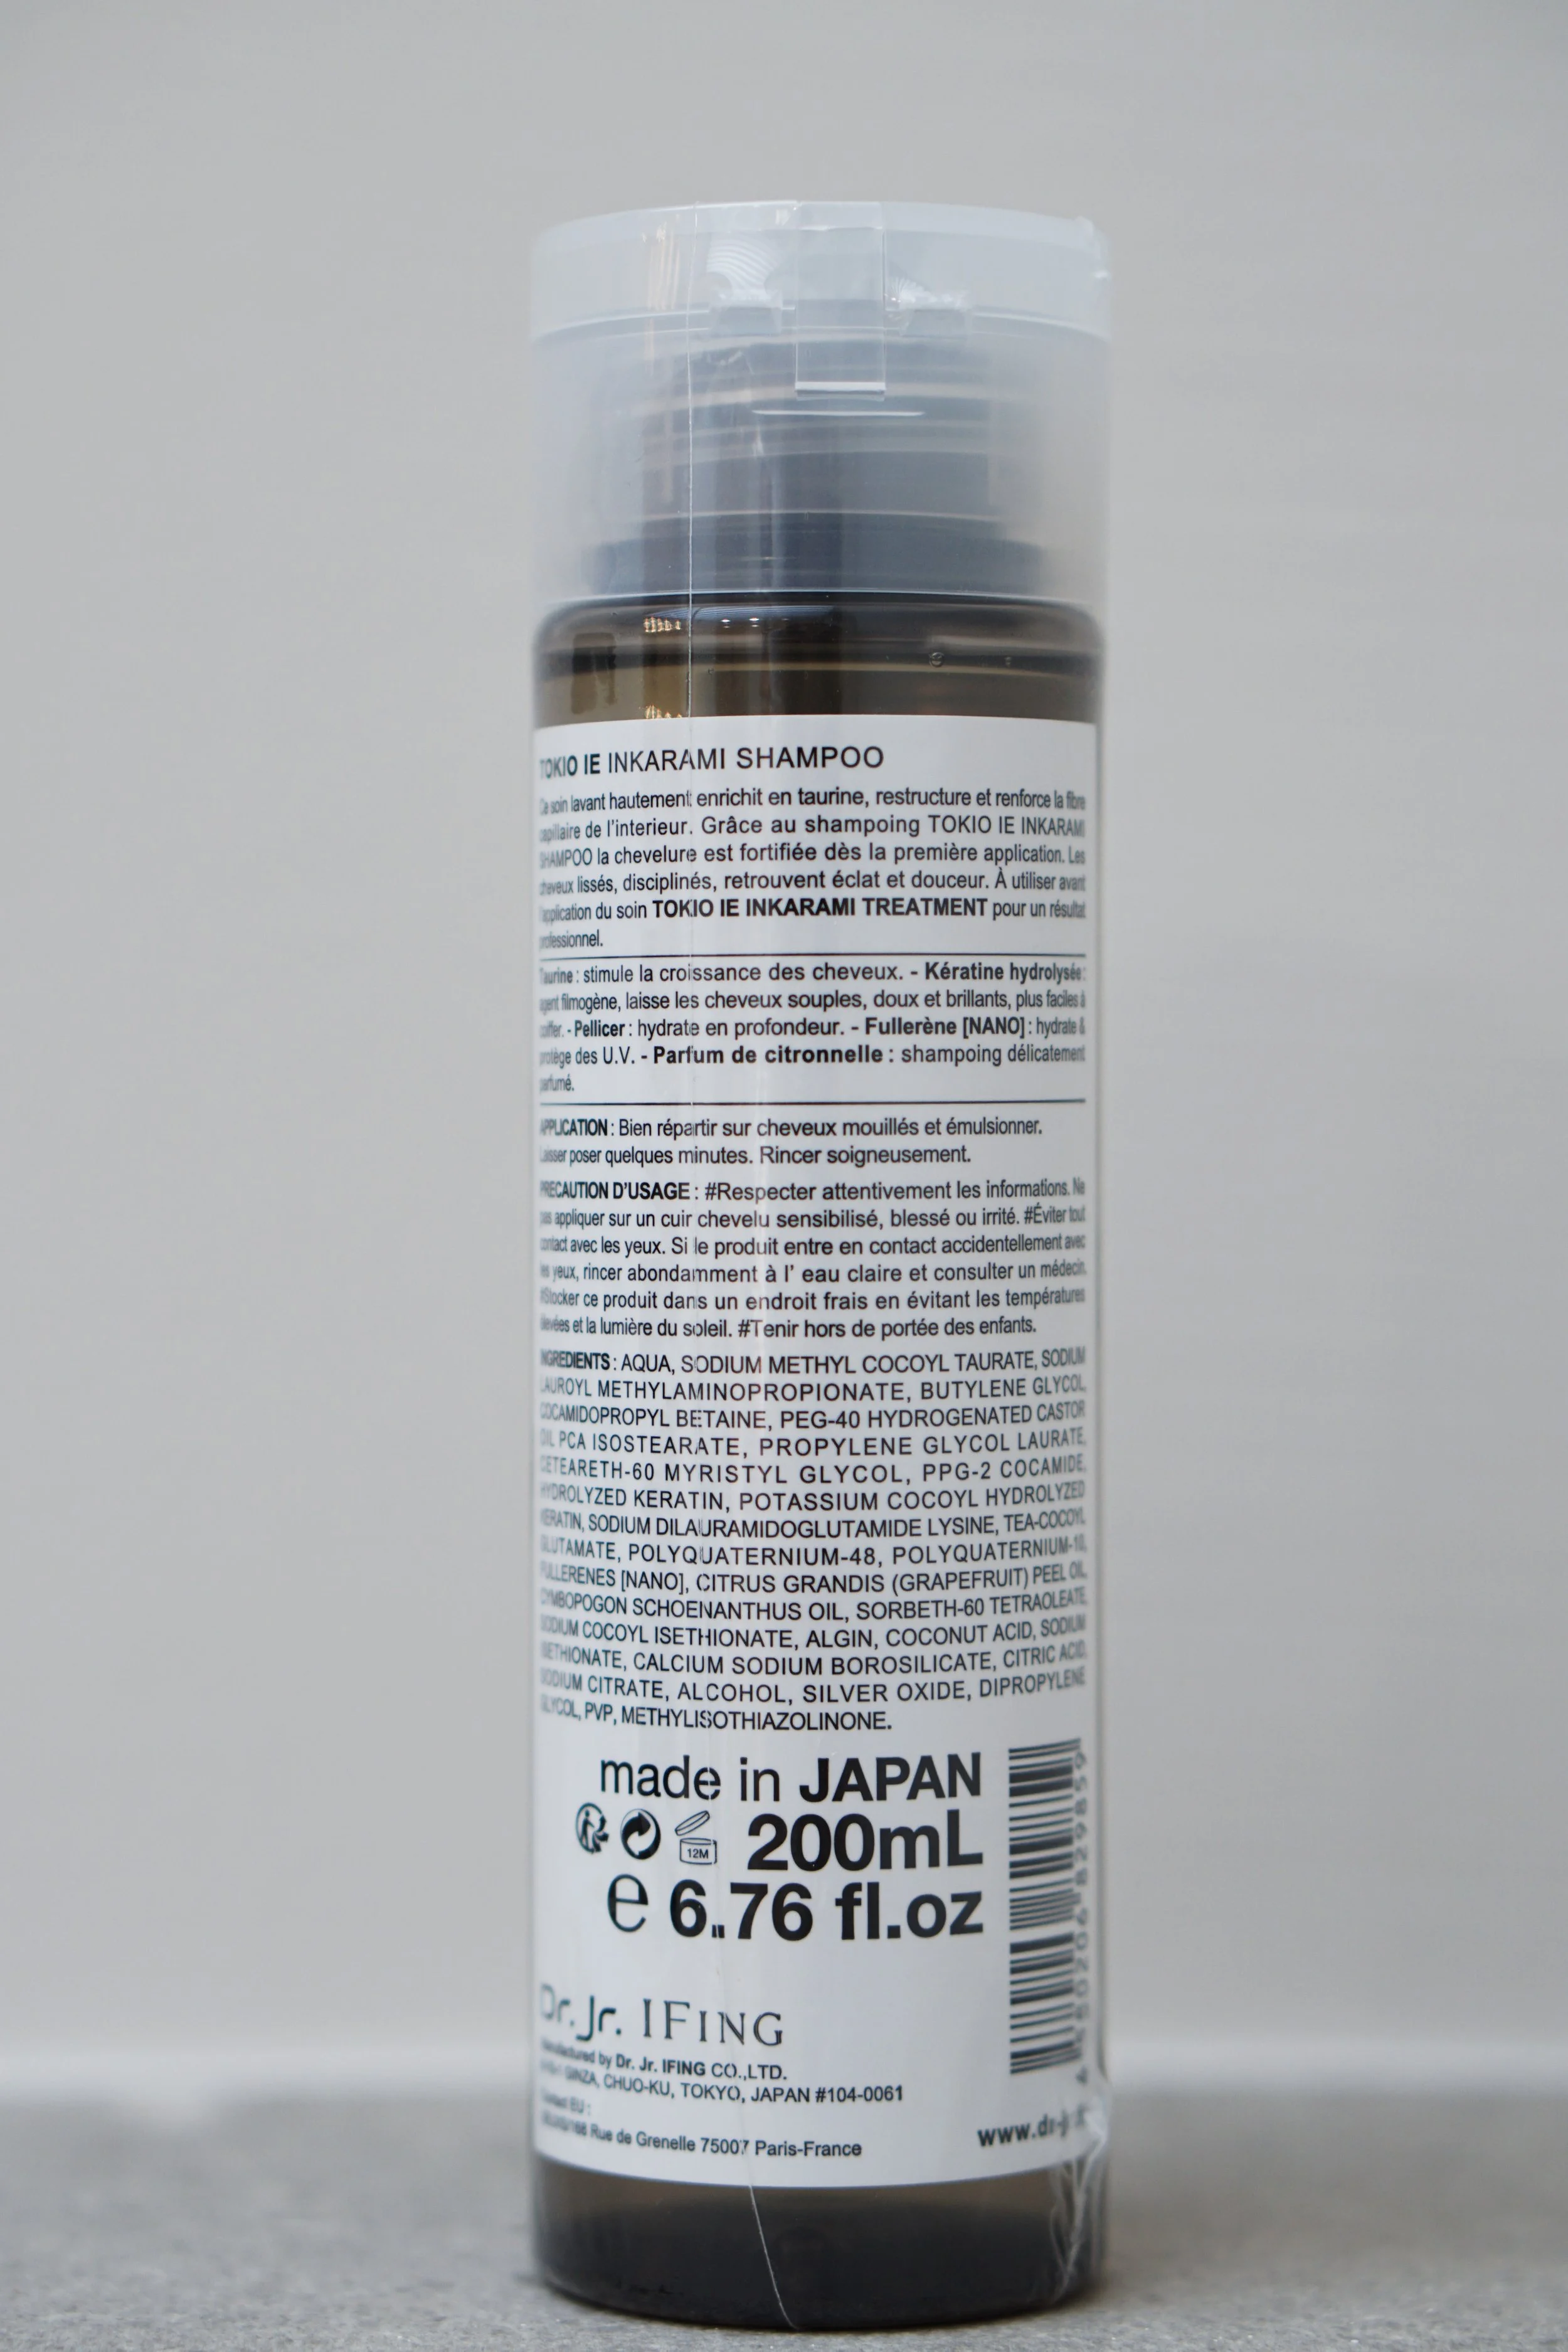 TOKIO IE INKARAMI SHAMPOO
Ce soin lavant hautement enrichit en taurine, restructure et renforce la fibre
capillaire de l'interieur. Grâce au shampoing TOKIO IE INKARAMI
SHAMPOO la chevelure est fortifiée dès la première application. Les
cheveux lissés, disciplinés, retrouvent éclat et douceur. À utiliser avant
l'application du soin TOKIO IE INKARAMI TREATMENT pour un résultat
professionnel.
Taurine : stimule la croissance des cheveux. - Kératine hydrolysée :
agent filmogène, laisse les cheveux souples, doux et brillants, plus faciles à
coiffer. - Pellicer : hydrate en profondeur. - Fullerène [NANO] : hydrate &
protège des U.V. - Parfum de citronnelle : shampoing délicatement
parfumé.
APPLICATION : Bien répartir sur cheveux mouillés et émulsionner.
Laisser poser quelques minutes. Rincer soigneusement.
PRECAUTION D'USAGE : #Respecter attentivement les informations. Ne
pas appliquer sur un cuir chevelu sensibilisé, blessé ou irrité. #Éviter tout
contact avec les yeux. Si le produit entre en contact accidentellement avec
les yeux, rincer abondamment à l' eau claire et consulter un médecin.
#Stocker ce produit dans un endroit frais en évitant les températures
élevées et la lumière du soleil. #Tenir hors de portée des enfants.
INGREDIENTS : AQUA, SODIUM METHYL COCOYL TAURATE, SODIUM
LAUROYL METHYLAMINOPROPIONATE, BUTYLENE GLYCOL,
COCAMIDOPROPYL BETAINE, PEG-40 HYDROGENATED CASTOR
OIL PCA ISOSTEARATE, PROPYLENE GLYCOL LAURATE,
CETEARETH-60 MYRISTYL GLYCOL, PPG-2 COCAMIDE,
HYDROLYZED KERATIN, POTASSIUM COCOYL HYDROLYZED
KERATIN, SODIUM DILAURAMIDOGLUTAMIDE LYSINE, TEA-COCOYL
GLUTAMATE, POLYQUATERNIUM-48, POLYQUATERNIUM-10,
FULLERENES [NANO], CITRUS GRANDIS (GRAPEFRUIT) PEEL OIL,
CYMBOPOGON SCHOENANTHUS OIL, SORBETH-60 TETRAOLEATE,
SODIUM COCOYL ISETHIONATE, ALGIN, COCONUT ACID, SODIUM
ISETHIONATE, CALCIUM SODIUM BOROSILICATE, CITRIC ACID,
SODIUM CITRATE, ALCOHOL, SILVER OXIDE, DIPROPYLENE
GLYCOL, PVP, METHYLISOTHIAZOLINONE.
made in JAPAN
12M 200mL
e 6.76 fl.oz
Dr. Jr. IFING
Manufactured by Dr. Jr. IFING CO.,LTD.
GINZA, CHUO-KU, TOKYO, JAPAN #104-0061
Contact EU :
Rue de Grenelle 75007 Paris-France